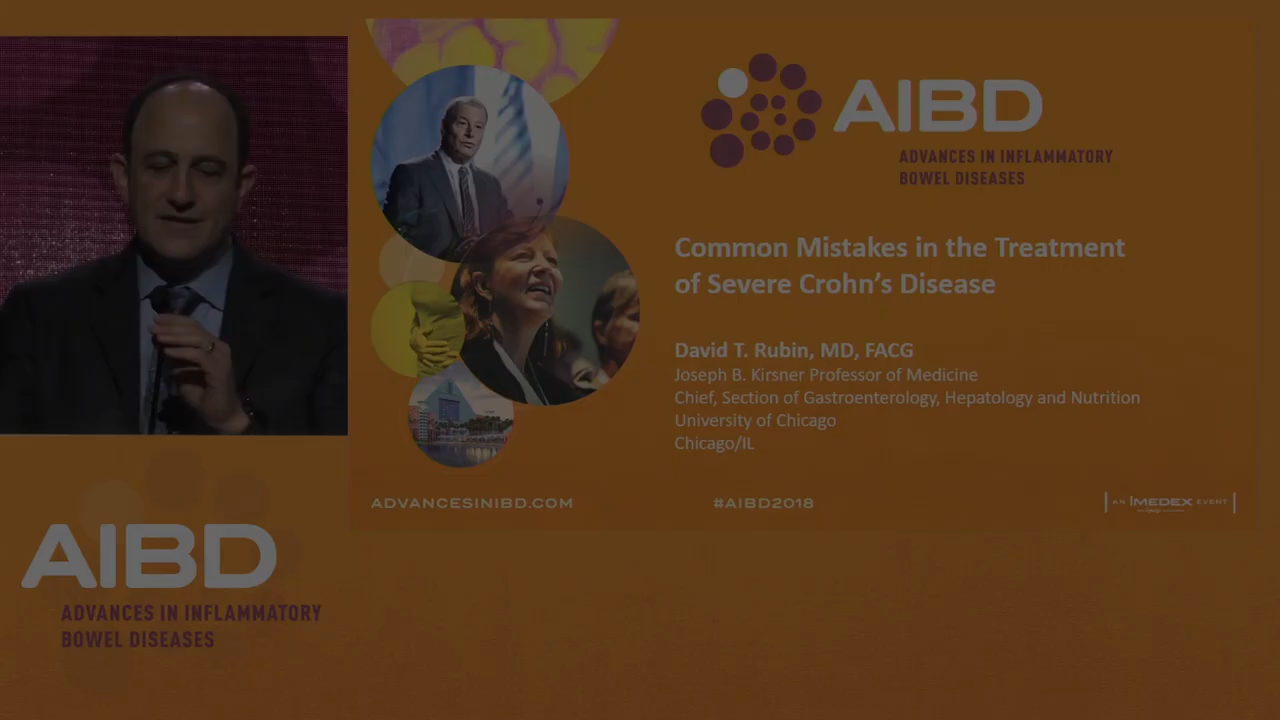 AIBD
ADVANCES IN INFLAMMATORY
BOWEL DISEASES
Common Mistakes in the Treatment
of Severe Crohn's Disease
David T. Rubin, MD, FACG
Joseph B. Kirsner Professor of Medicine
Chief, Section of Gastroenterology, Hepatology and Nutrition
University of Chicago
Chicago/IL
ADVANCESINIBD.COM
#AIBD2018
AN IMEDEX EVENT
AIBD
ADVANCES IN INFLAMMATORY
BOWEL DISEASES